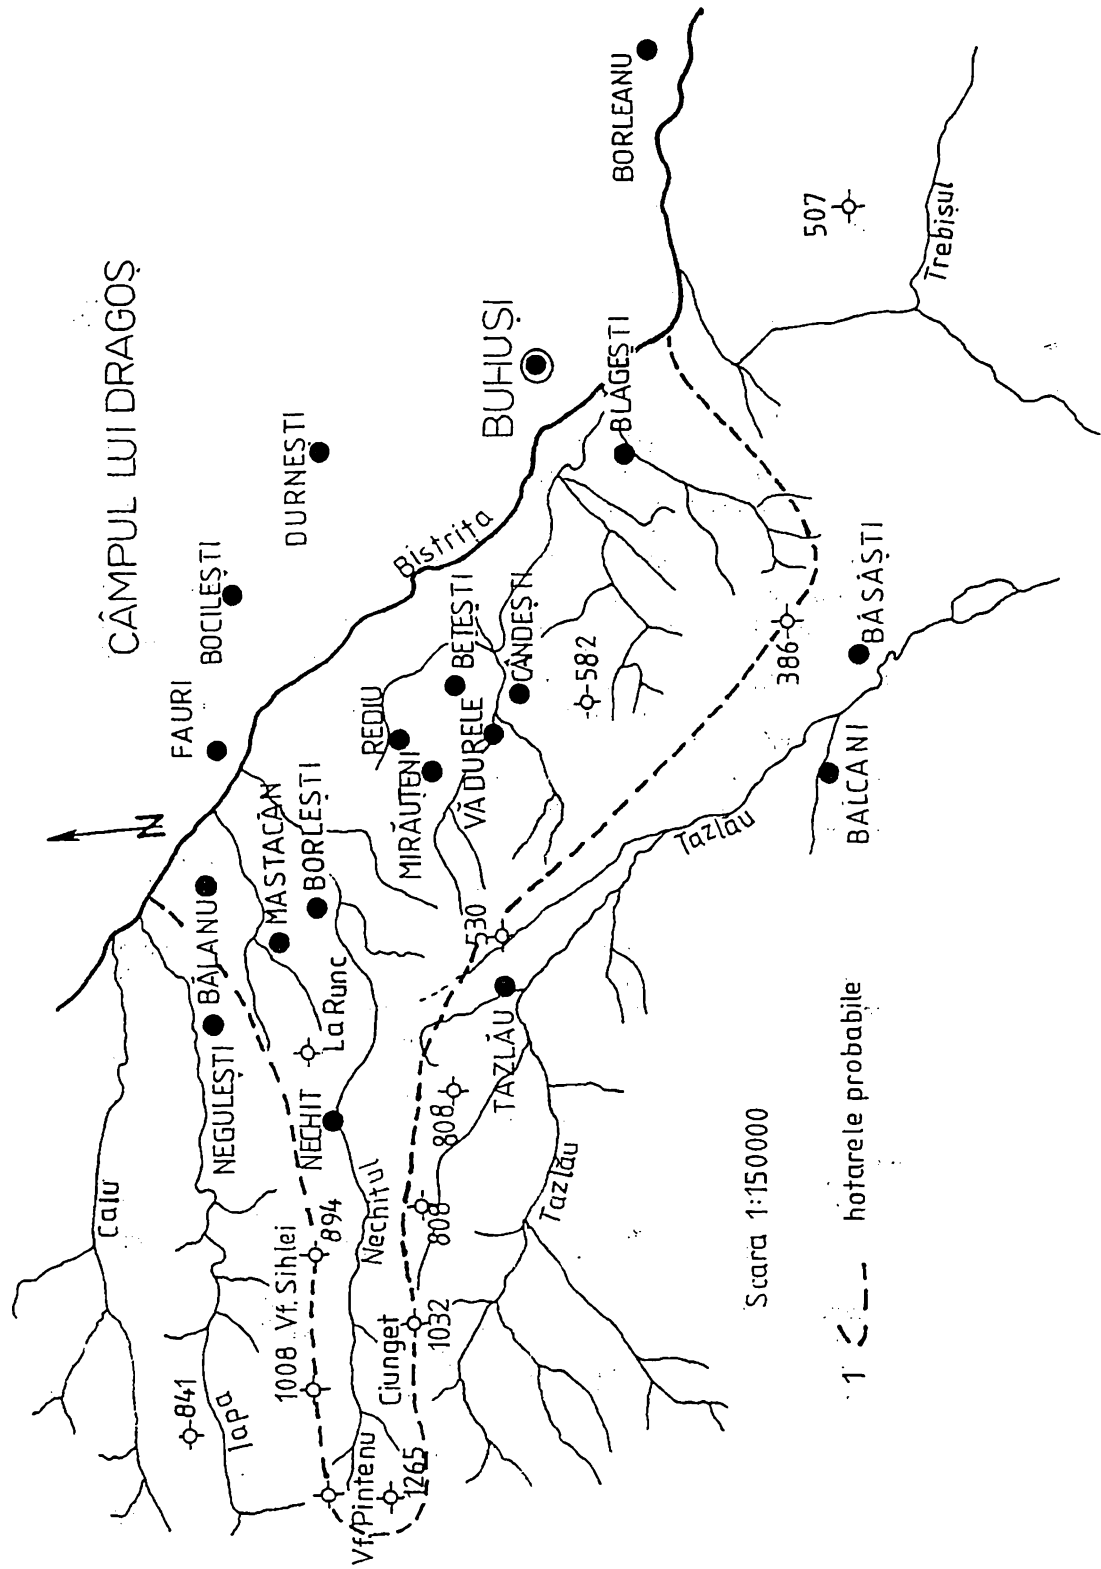 CÂMPUL LUI DRAGOȘ
N
FAURI
BOCILEȘTI
DURNEȘTI
BUHUȘI
BORLEANU
Bistrița
BĂLANU
NEGULEȘTI
MASTACĂN
BORLEȘTI
La Runc
NECHIT
REDIU
MIRĂUȚENI
BEȚEȘTI
VĂDURELE
CÂNDEȘTI
582
BLĂGEȘTI
507
Trebișul
386
BĂSĂȘTI
BALCANI
Tazlău
530
TAZLĂU
808
808
Tazlău
Calu
Iapa
841
1008 Vf. Sihlei
894
Nechitul
Ciunget
1032
Vf. Pintenu
1265
Scara 1:150000
1
hotarele probabile